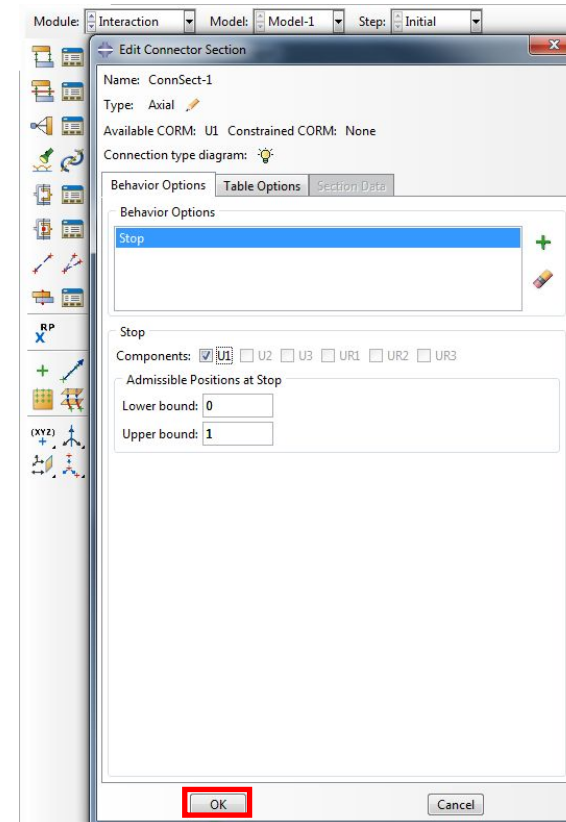 Module: Interaction Model: Model-1 Step: Initial
Edit Connector Section
X
Name: ConnSect-1
Type: Axial
Available CORM: U1 Constrained CORM: None
Connection type diagram:
Behavior Options Table Options Section Data
Behavior Options
Stop
Stop
Components: U1 U2 U3 UR1 UR2 UR3
Admissible Positions at Stop
Lower bound: 0
Upper bound: 1
RP
X
(XYZ)
OK Cancel